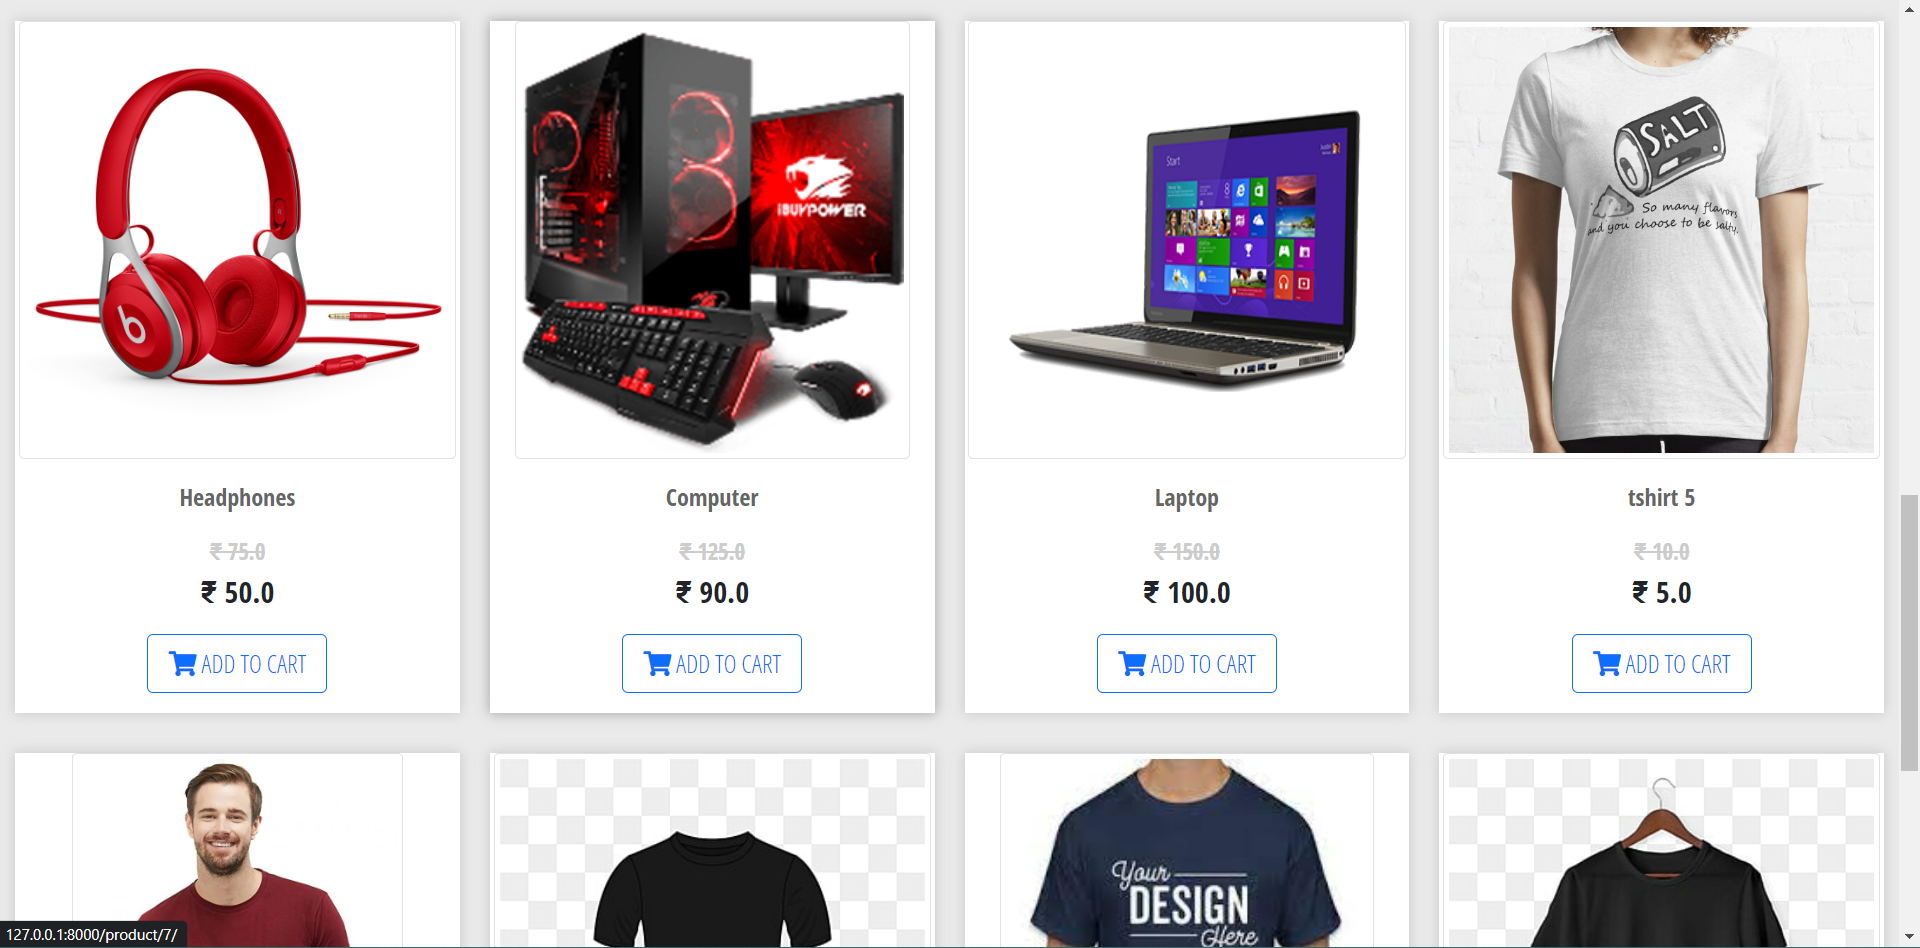 b
iBUYPOWER
Start
SALT
So many flavors
and you choose to be salty.
Headphones
Computer
Laptop
tshirt 5
₹ 75.0
₹ 125.0
₹ 150.0
₹ 10.0
₹ 50.0
₹ 90.0
₹ 100.0
₹ 5.0
ADD TO CART
ADD TO CART
ADD TO CART
ADD TO CART
Your
DESIGN
Here
127.0.0.1:8000/product/7/